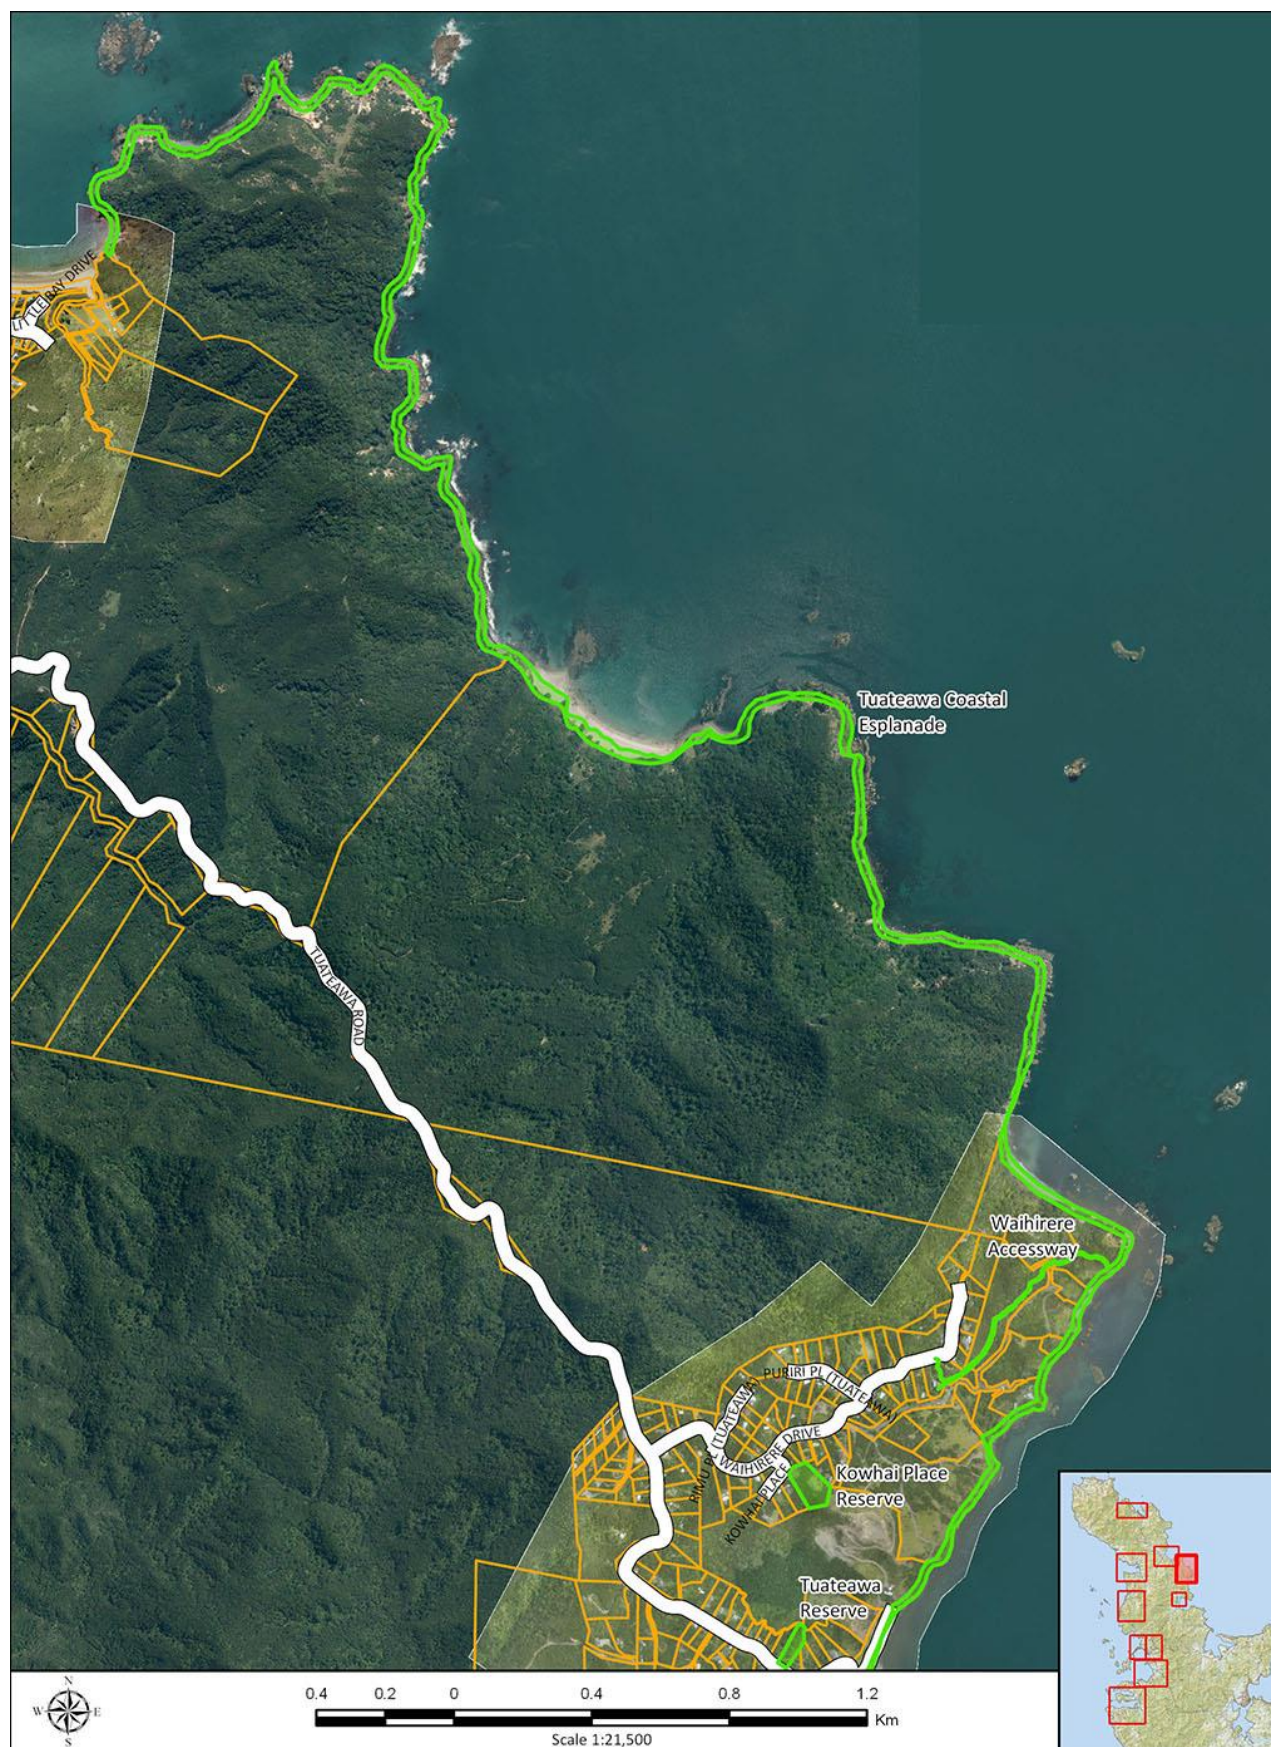 LITTLE BAY DRIVE
Tuateawa Coastal
Esplanade
TUATEAWA ROAD
Waihirere
Accessway
PURIRI PL (TUATEAWA)
RIMU PL (TUATEAWA)
WAIHIRERE DRIVE
KOWHAI PLACE
Kowhai Place
Reserve
Tuateawa
Reserve
N
W
E
S
0.4 0.2 0 0.4 0.8 1.2
Km
Scale 1:21,500